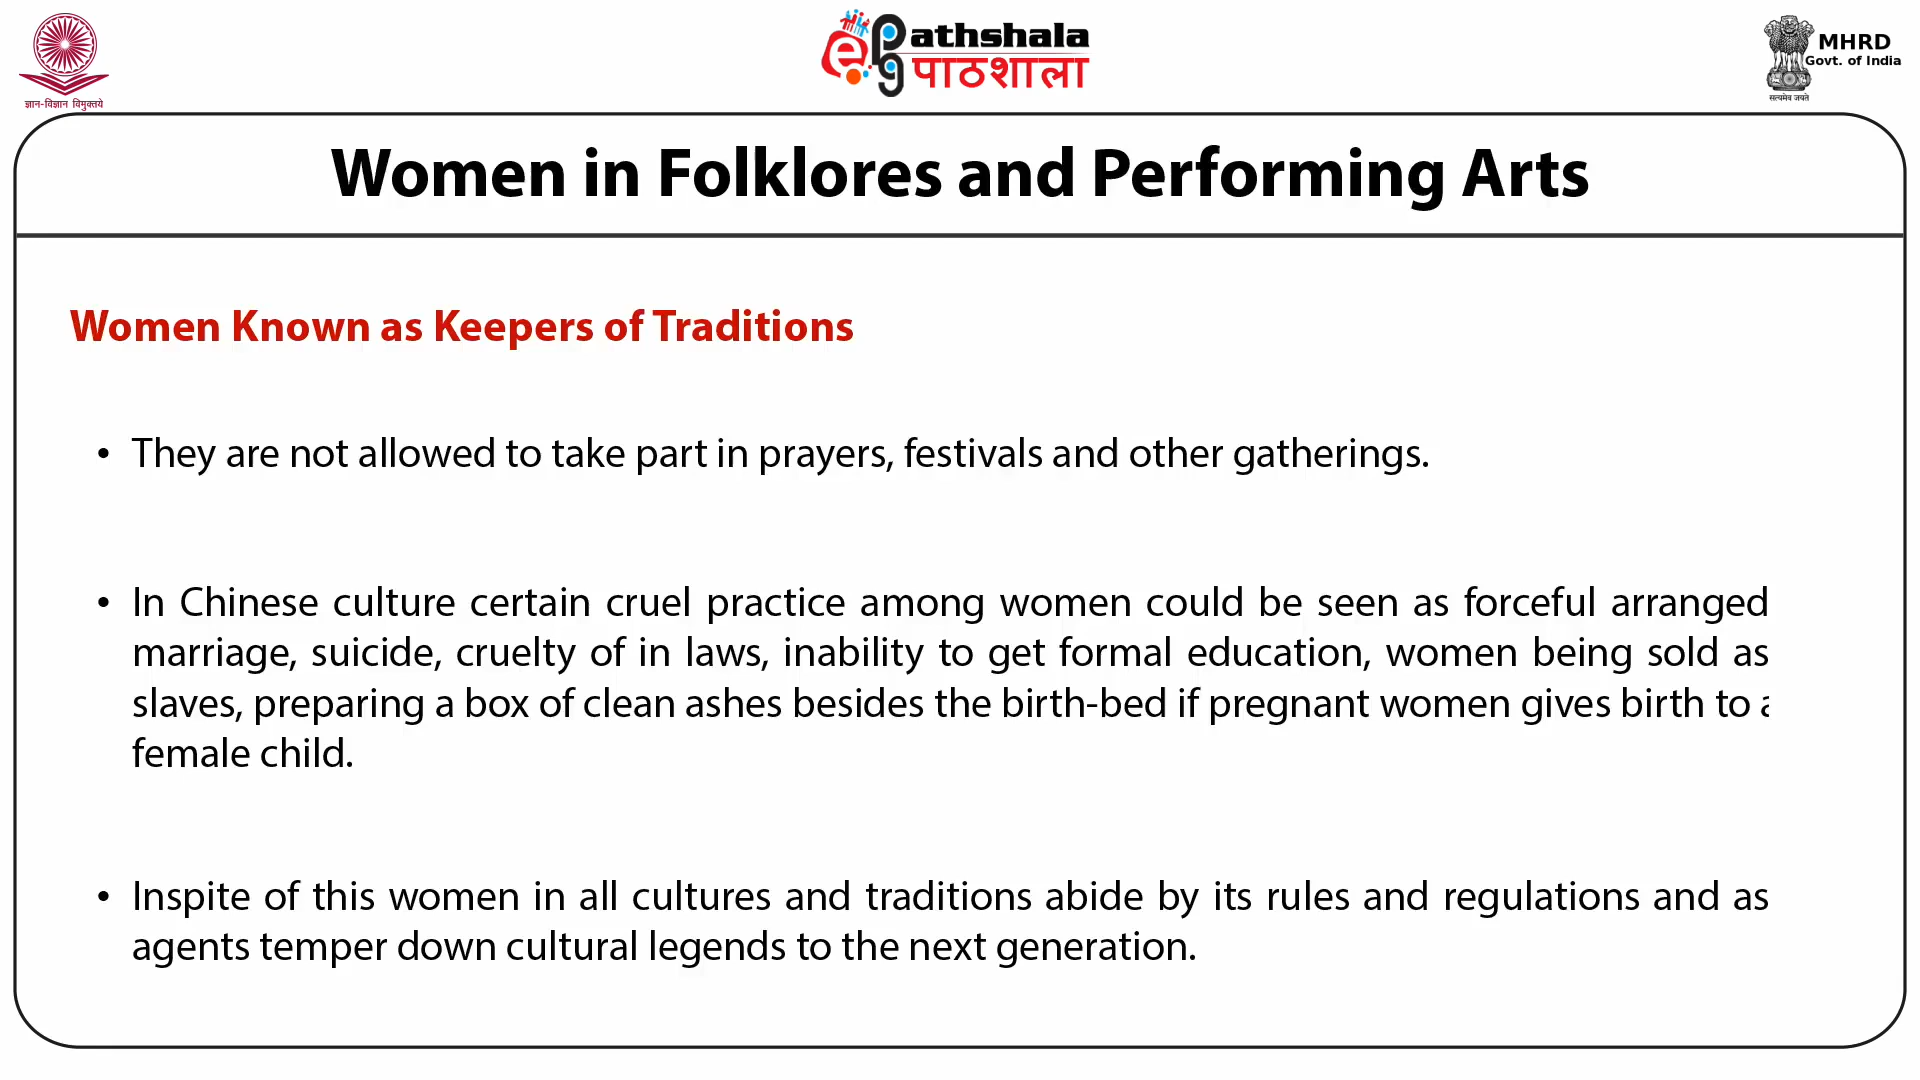 ज्ञान-विज्ञान विमुक्तये
ePathshala
पाठशाला
MHRD
Govt. of India
सत्यमेव जयते
Women in Folklores and Performing Arts
Women Known as Keepers of Traditions
• They are not allowed to take part in prayers, festivals and other gatherings.
• In Chinese culture certain cruel practice among women could be seen as forceful arranged
marriage, suicide, cruelty of in laws, inability to get formal education, women being sold as
slaves, preparing a box of clean ashes besides the birth-bed if pregnant women gives birth to a
female child.
• Inspite of this women in all cultures and traditions abide by its rules and regulations and as
agents temper down cultural legends to the next generation.